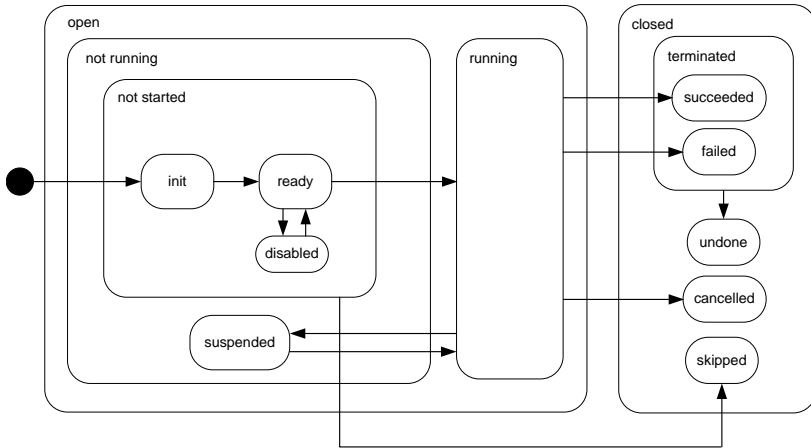 open
not running
not started
init
ready
disabled
suspended
running
closed
terminated
succeeded
failed
undone
cancelled
skipped